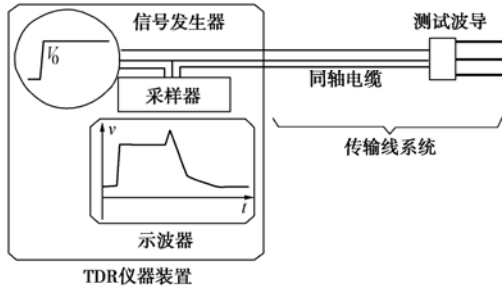 信号发生器
测试波导
V₀
同轴电缆
采样器
传输线系统
v
t
示波器
TDR仪器装置